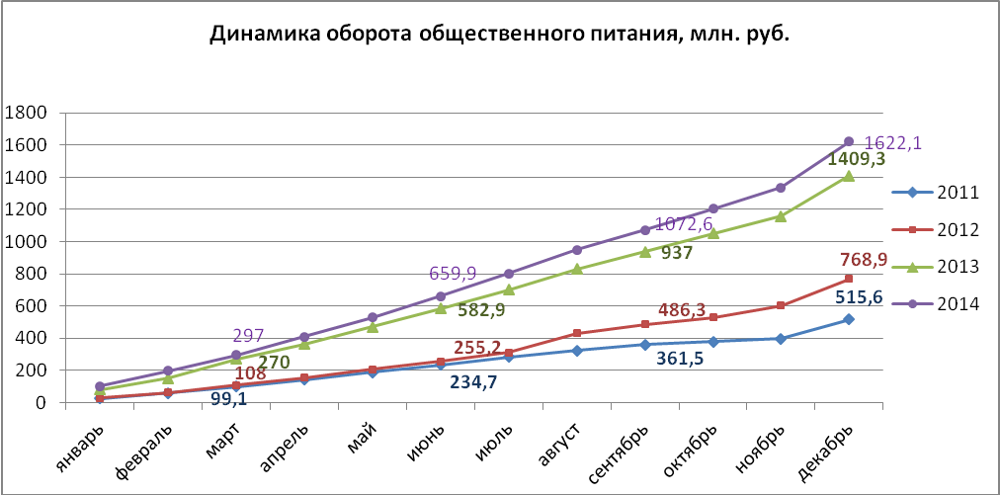 Динамика оборота общественного питания, млн. руб.
1800
1600
1400
1200
1000
800
600
400
200
0
1622,1
1409,3
1072,6
937
768,9
659,9
582,9
515,6
486,3
361,5
297
270
255,2
234,7
108
99,1
2011
2012
2013
2014
январь
февраль
март
апрель
май
июнь
июль
август
сентябрь
октябрь
ноябрь
декабрь